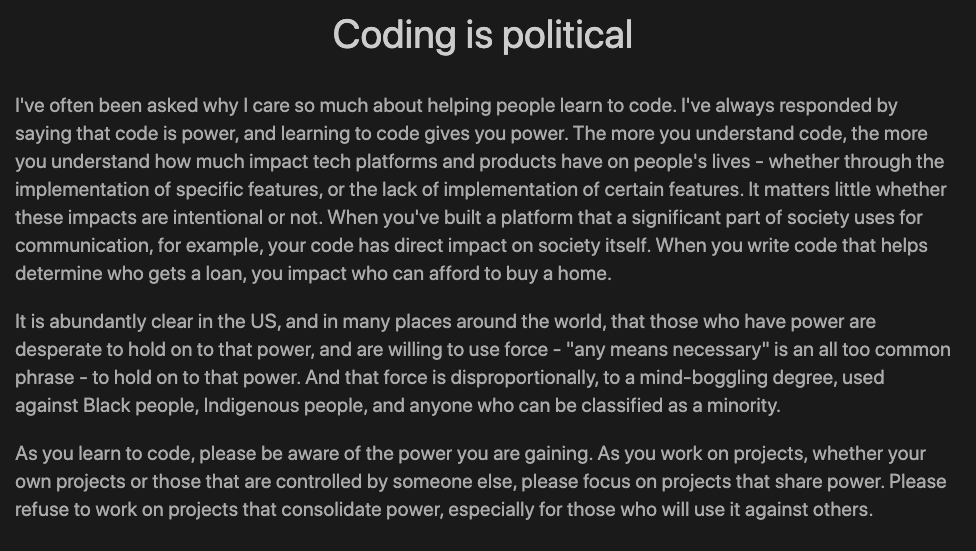 Coding is political
I've often been asked why I care so much about helping people learn to code. I've always responded by
saying that code is power, and learning to code gives you power. The more you understand code, the more
you understand how much impact tech platforms and products have on people's lives - whether through the
implementation of specific features, or the lack of implementation of certain features. It matters little whether
these impacts are intentional or not. When you've built a platform that a significant part of society uses for
communication, for example, your code has direct impact on society itself. When you write code that helps
determine who gets a loan, you impact who can afford to buy a home.
It is abundantly clear in the US, and in many places around the world, that those who have power are
desperate to hold on to that power, and are willing to use force - "any means necessary" is an all too common
phrase - to hold on to that power. And that force is disproportionally, to a mind-boggling degree, used
against Black people, Indigenous people, and anyone who can be classified as a minority.
As you learn to code, please be aware of the power you are gaining. As you work on projects, whether your
own projects or those that are controlled by someone else, please focus on projects that share power. Please
refuse to work on projects that consolidate power, especially for those who will use it against others.